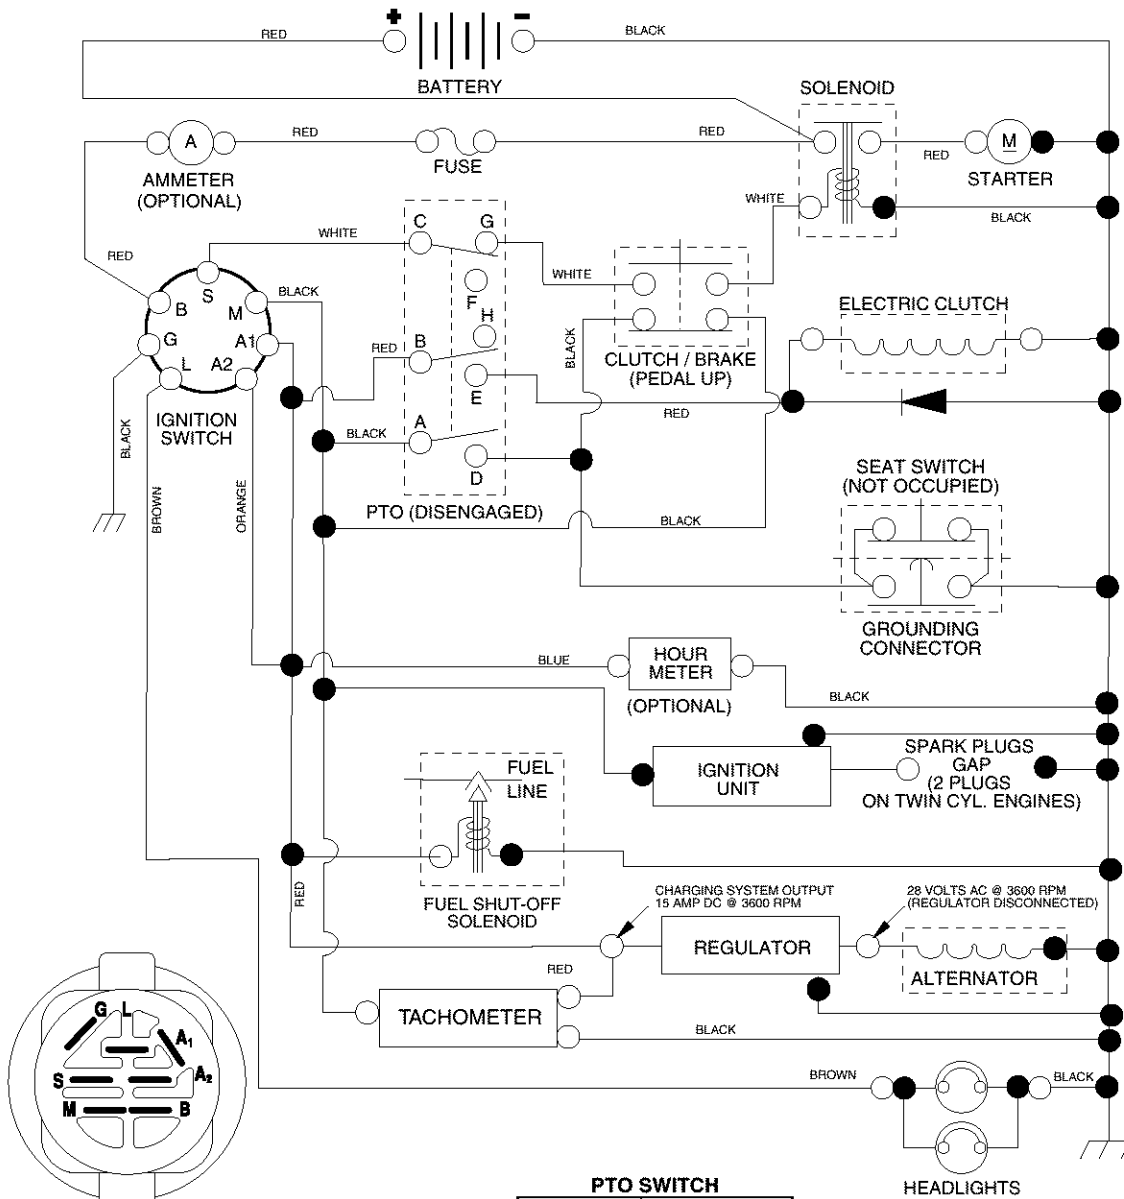 + −
RED
BLACK
BATTERY
SOLENOID
A
RED
FUSE
RED
RED
M
AMMETER
(OPTIONAL)
STARTER
WHITE
BLACK
C
G
WHITE
RED
S
B
M
BLACK
WHITE
F
ELECTRIC CLUTCH
G
A1
L
A2
RED
B
H
BLACK
CLUTCH / BRAKE
(PEDAL UP)
E
RED
IGNITION
SWITCH
BLACK
BLACK
A
D
SEAT SWITCH
(NOT OCCUPIED)
BROWN
ORANGE
PTO (DISENGAGED)
BLACK
GROUNDING
CONNECTOR
BLUE
HOUR
METER
(OPTIONAL)
BLACK
IGNITION
UNIT
SPARK PLUGS
GAP
(2 PLUGS
ON TWIN CYL. ENGINES)
FUEL
LINE
FUEL SHUT-OFF
SOLENOID
RED
CHARGING SYSTEM OUTPUT
15 AMP DC @ 3600 RPM
28 VOLTS AC @ 3600 RPM
(REGULATOR DISCONNECTED)
REGULATOR
ALTERNATOR
RED
TACHOMETER
BLACK
G
L
A1
A2
S
M
B
BROWN
BLACK
HEADLIGHTS
PTO SWITCH